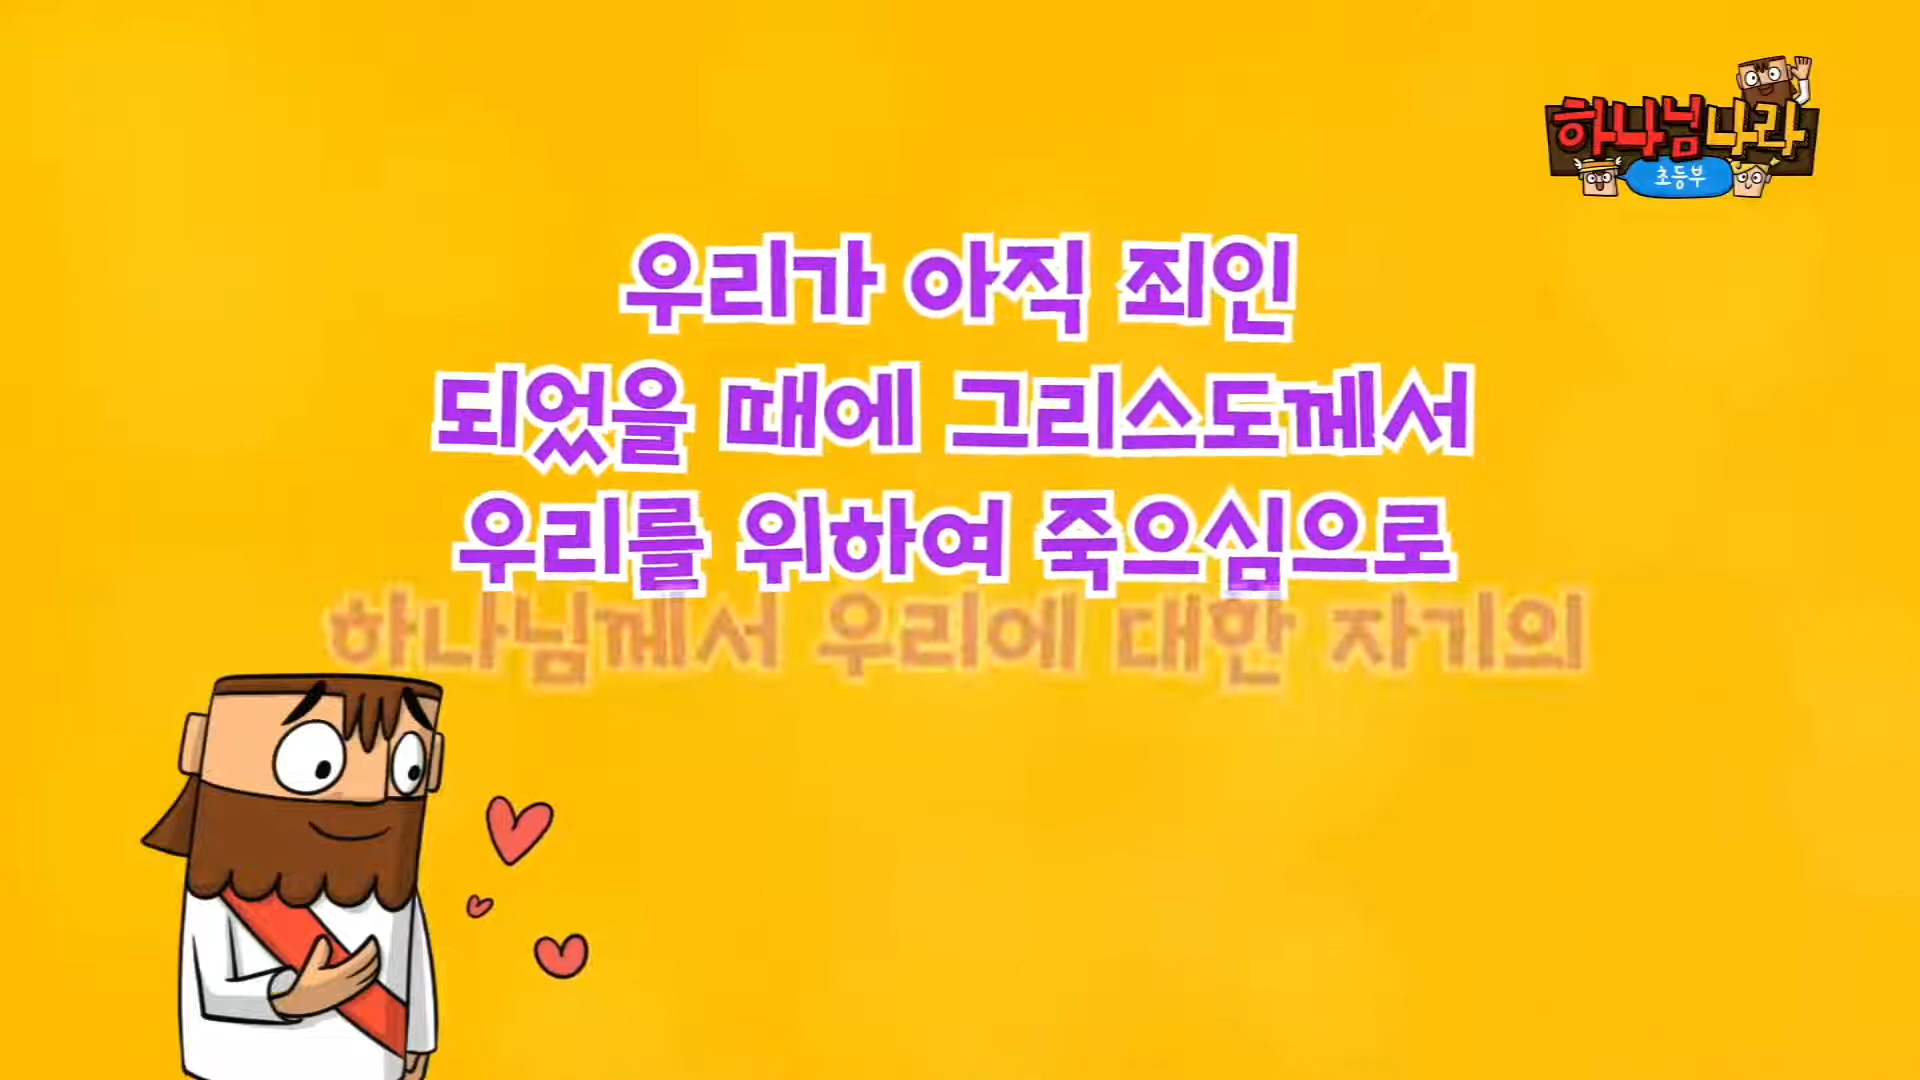 하나님나라
초등부
우리가 아직 죄인
되었을 때에 그리스도께서
우리를 위하여 죽으심으로
하나님께서 우리에 대한 자기의